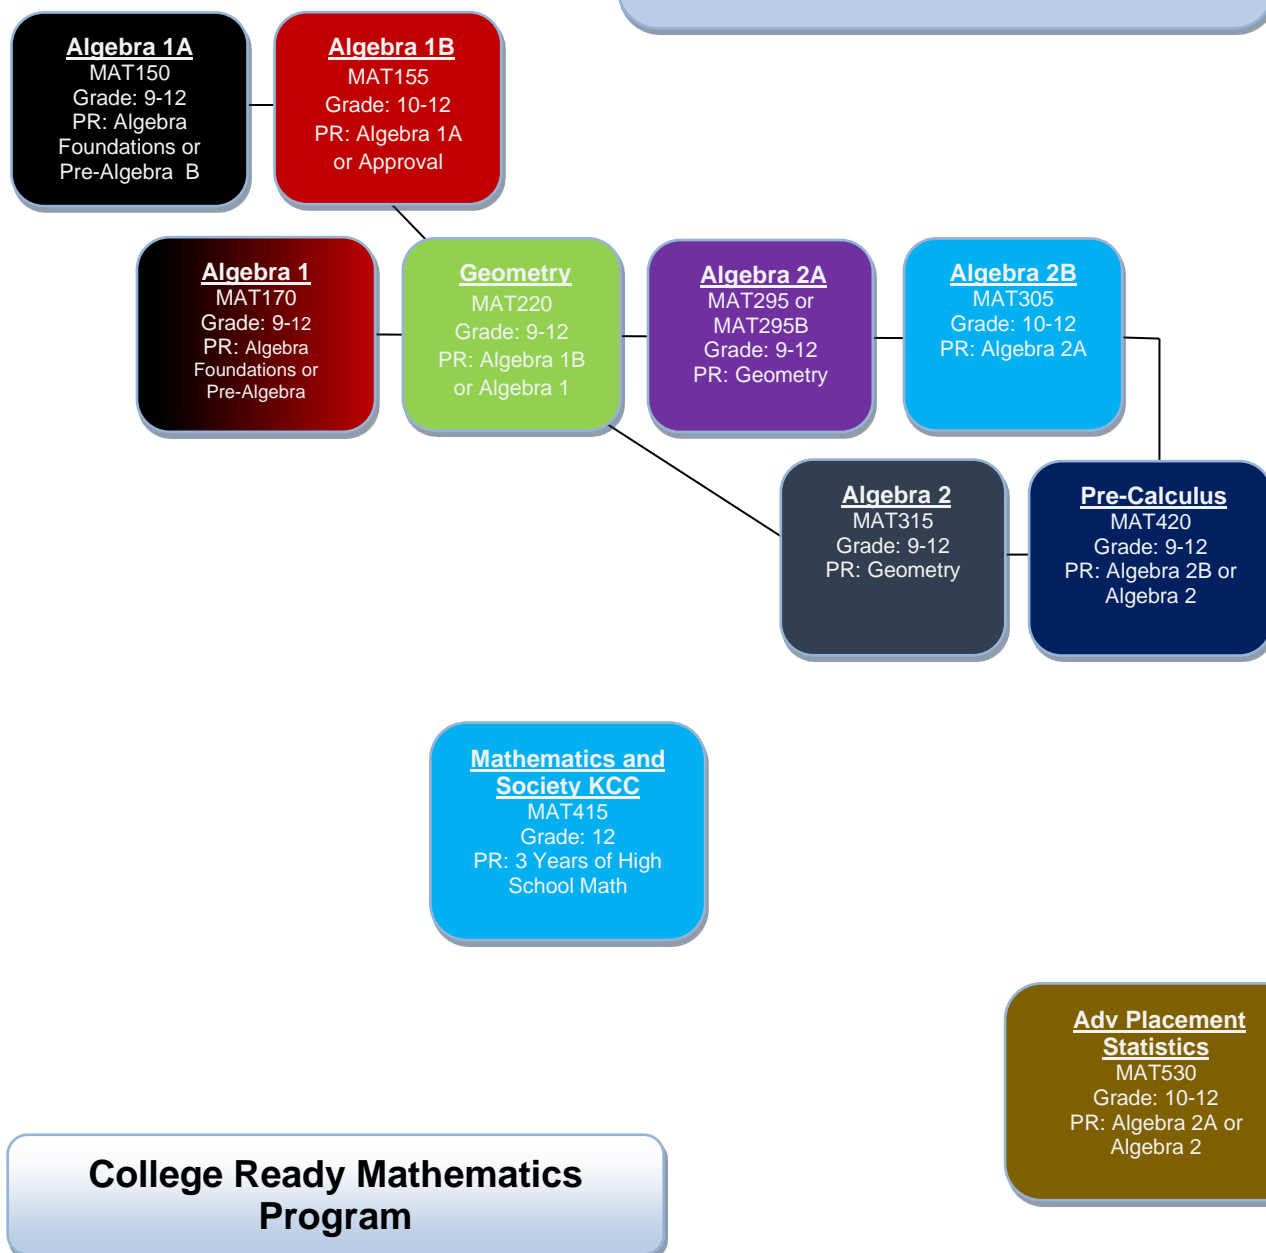 Algebra 1A
MAT150
Grade: 9-12
PR: Algebra
Foundations or
Pre-Algebra  B
Algebra 1B
MAT155
Grade: 10-12
PR: Algebra 1A
or Approval
Algebra 1
MAT170
Grade: 9-12
PR: Algebra
Foundations or
Pre-Algebra
Geometry
MAT220
Grade: 9-12
PR: Algebra 1B
or Algebra 1
Algebra 2A
MAT295 or
MAT295B
Grade: 9-12
PR: Geometry
Algebra 2B
MAT305
Grade: 10-12
PR: Algebra 2A
Algebra 2
MAT315
Grade: 9-12
PR: Geometry
Pre-Calculus
MAT420
Grade: 9-12
PR: Algebra 2B or
Algebra 2
Mathematics and
Society KCC
MAT415
Grade: 12
PR: 3 Years of High
School Math
Adv Placement
Statistics
MAT530
Grade: 10-12
PR: Algebra 2A or
Algebra 2
College Ready Mathematics
Program